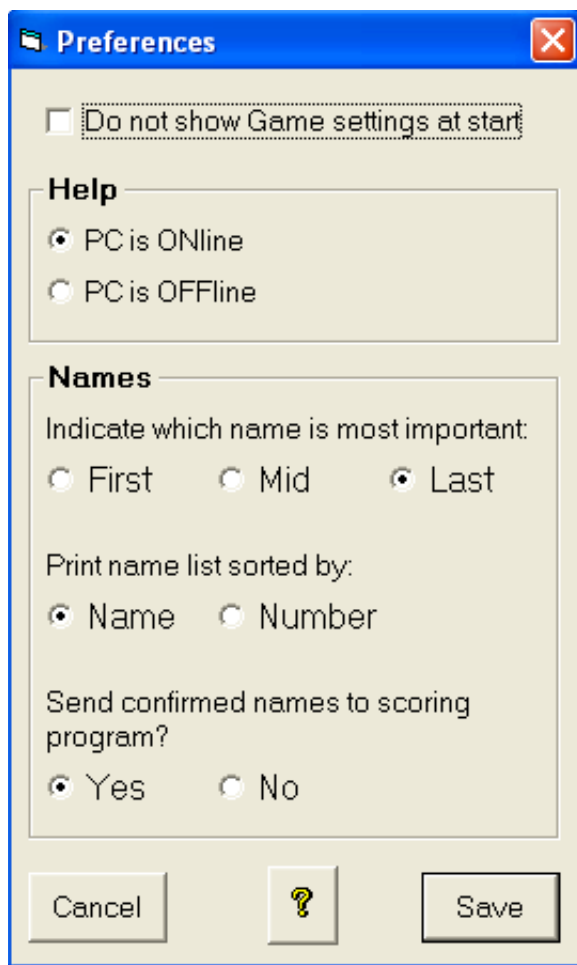 Preferences
Do not show Game settings at start
Help
PC is ONline
PC is OFFline
Names
Indicate which name is most important:
First Mid Last
Print name list sorted by:
Name Number
Send confirmed names to scoring
program?
Yes No
Cancel ? Save